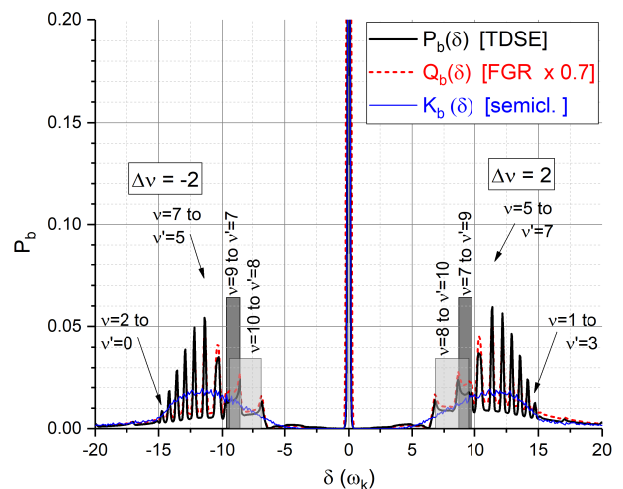 0.20
0.15
0.10
0.05
0.00
P_b
P_b(δ) [TDSE]
Q_b(δ) [FGR x 0.7]
K_b (δ) [semicl. ]
Δν = -2
Δν = 2
ν=7 to
ν'=5
ν=9 to ν'=7
ν=10 to ν'=8
ν=2 to
ν'=0
ν=8 to ν'=10
ν=7 to ν'=9
ν=5 to
ν'=7
ν=1 to
ν'=3
-20
-15
-10
-5
0
5
10
15
20
δ (ω_k)